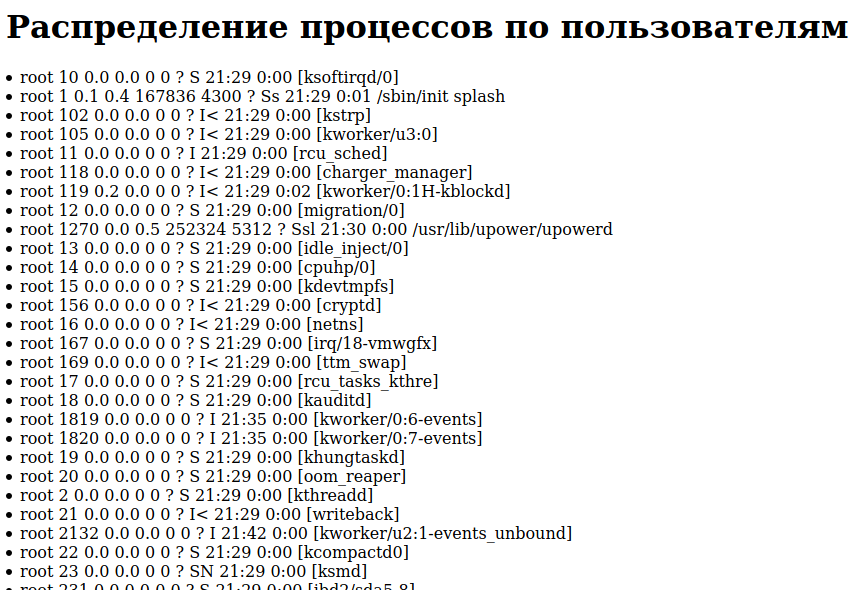 Распределение процессов по пользователям
• root 10 0.0 0.0 0 0 ? S 21:29 0:00 [ksoftirqd/0]
• root 1 0.1 0.4 167836 4300 ? Ss 21:29 0:01 /sbin/init splash
• root 102 0.0 0.0 0 0 ? I< 21:29 0:00 [kstrp]
• root 105 0.0 0.0 0 0 ? I< 21:29 0:00 [kworker/u3:0]
• root 11 0.0 0.0 0 0 ? I 21:29 0:00 [rcu_sched]
• root 118 0.0 0.0 0 0 ? I< 21:29 0:00 [charger_manager]
• root 119 0.2 0.0 0 0 ? I< 21:29 0:02 [kworker/0:1H-kblockd]
• root 12 0.0 0.0 0 0 ? S 21:29 0:00 [migration/0]
• root 1270 0.0 0.5 252324 5312 ? Ssl 21:30 0:00 /usr/lib/upower/upowerd
• root 13 0.0 0.0 0 0 ? S 21:29 0:00 [idle_inject/0]
• root 14 0.0 0.0 0 0 ? S 21:29 0:00 [cpuhp/0]
• root 15 0.0 0.0 0 0 ? S 21:29 0:00 [kdevtmpfs]
• root 156 0.0 0.0 0 0 ? I< 21:29 0:00 [cryptd]
• root 16 0.0 0.0 0 0 ? I< 21:29 0:00 [netns]
• root 167 0.0 0.0 0 0 ? S 21:29 0:00 [irq/18-vmwgfx]
• root 169 0.0 0.0 0 0 ? I< 21:29 0:00 [ttm_swap]
• root 17 0.0 0.0 0 0 ? S 21:29 0:00 [rcu_tasks_kthre]
• root 18 0.0 0.0 0 0 ? S 21:29 0:00 [kauditd]
• root 1819 0.0 0.0 0 0 ? I 21:35 0:00 [kworker/0:6-events]
• root 1820 0.0 0.0 0 0 ? I 21:35 0:00 [kworker/0:7-events]
• root 19 0.0 0.0 0 0 ? S 21:29 0:00 [khungtaskd]
• root 20 0.0 0.0 0 0 ? S 21:29 0:00 [oom_reaper]
• root 2 0.0 0.0 0 0 ? S 21:29 0:00 [kthreadd]
• root 21 0.0 0.0 0 0 ? I< 21:29 0:00 [writeback]
• root 2132 0.0 0.0 0 0 ? I 21:42 0:00 [kworker/u2:1-events_unbound]
• root 22 0.0 0.0 0 0 ? S 21:29 0:00 [kcompactd0]
• root 23 0.0 0.0 0 0 ? SN 21:29 0:00 [ksmd]
• root 231 0.0 0.0 0 0 ? S 21:29 0:00 [jbd2/sda5-8]